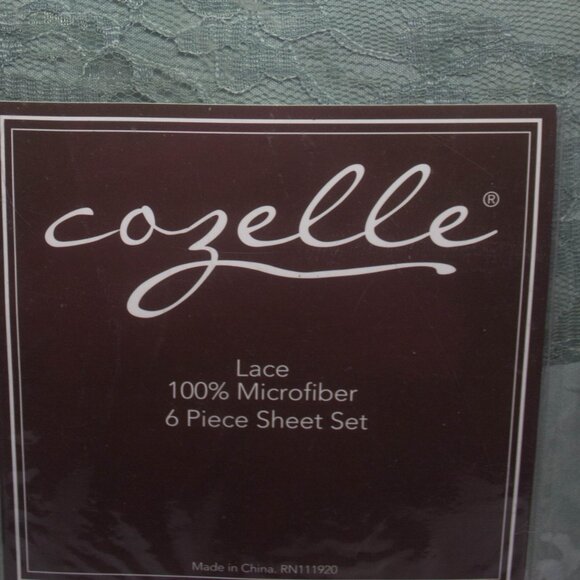 cozelle®
Lace
100% Microfiber
6 Piece Sheet Set
Made in China. RN111920